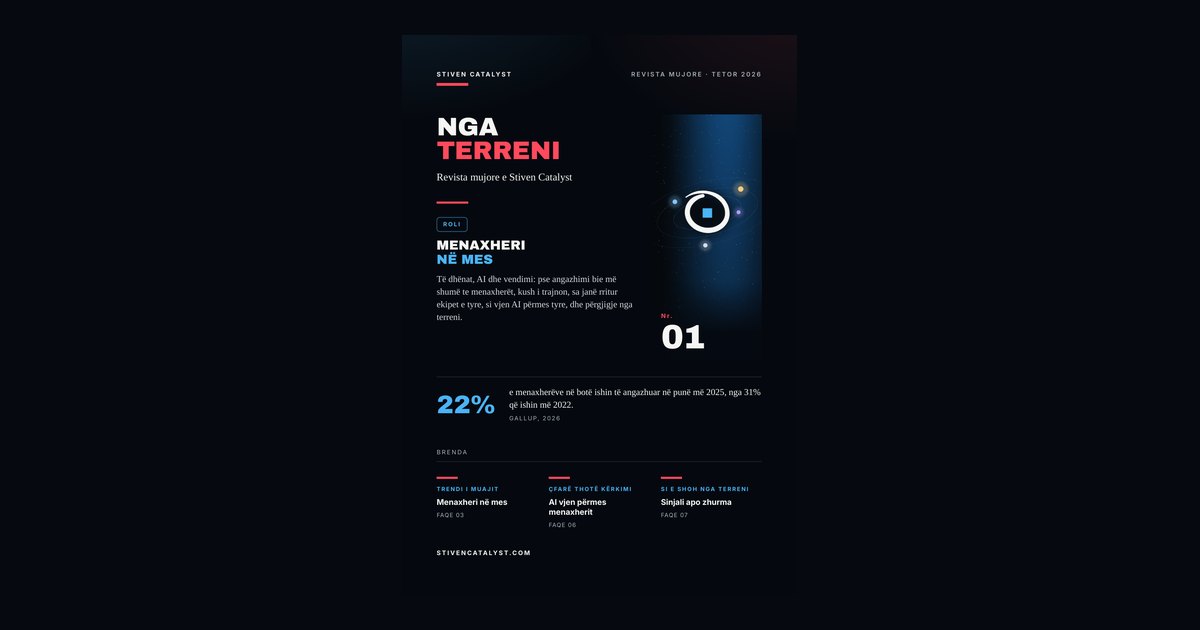 STIVEN CATALYST
REVISTA MUJORE · TETOR 2026
NGA
TERRENI
Revista mujore e Stiven Catalyst
ROLI
MENAXHERI
NË MES
Të dhënat, AI dhe vendimi: pse angazhimi bie më
shumë te menaxherët, kush i trajnon, sa janë rritur
ekipet e tyre, si vjen AI përmes tyre, dhe përgjigje nga
terreni.
Nr.
01
22%
e menaxherëve në botë ishin të angazhuar në punë më 2025, nga 31%
që ishin më 2022.
GALLUP, 2026
BRENDA
TRENDI I MUAJIT
Menaxheri në mes
FAQE 03
ÇFARË THOTË KËRKIMI
AI vjen përmes
menaxherit
FAQE 06
SI E SHOH NGA TERRENI
Sinjali apo zhurma
FAQE 07
STIVENCATALYST.COM